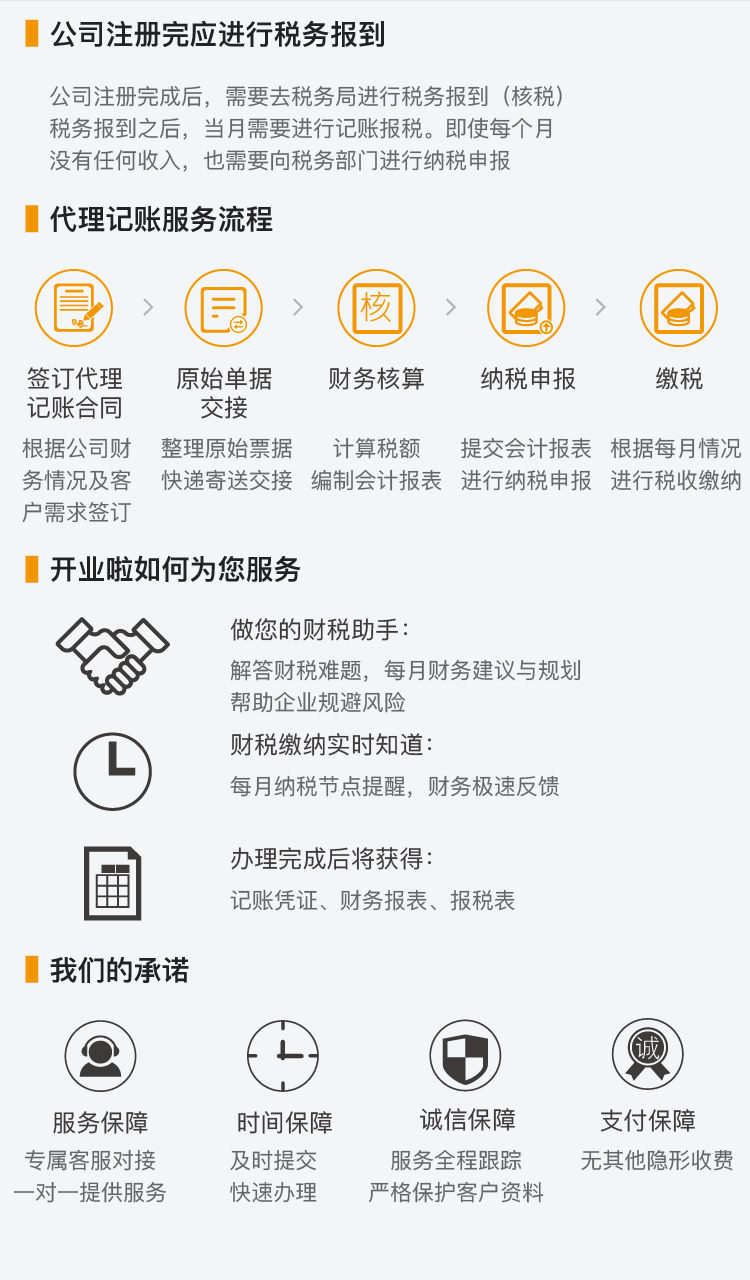 公司注册完应进行税务报到
公司注册完成后，需要去税务局进行税务报到（核税）
税务报到之后，当月需要进行记账报税。即使每个月
没有任何收入，也需要向税务部门进行纳税申报
代理记账服务流程
核
签订代理
记账合同
根据公司财
务情况及客
户需求签订
原始单据
交接
整理原始票据
快递寄送交接
财务核算
计算税额
编制会计报表
纳税申报
提交会计报表
进行纳税申报
缴税
根据每月情况
进行税收缴纳
开业啦如何为您服务
做您的财税助手：
解答财税难题，每月财务建议与规划
帮助企业规避风险
财税缴纳实时知道：
每月纳税节点提醒，财务极速反馈
办理完成后将获得：
记账凭证、财务报表、报税表
我们的承诺
服务保障
专属客服对接
一对一提供服务
时间保障
及时提交
快速办理
诚信保障
服务全程跟踪
严格保护客户资料
诚
支付保障
无其他隐形收费